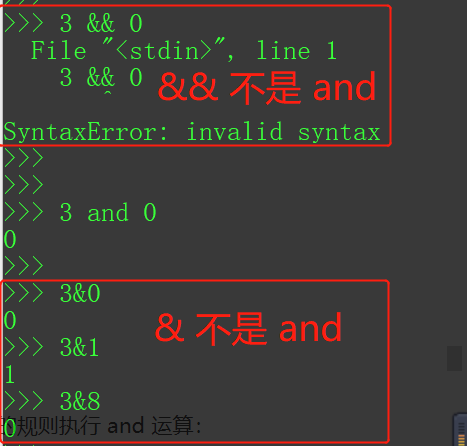 >>>
>>> 3 && 0
File "<stdin>", line 1
3 && 0
^
&& 不是 and
SyntaxError: invalid syntax
>>>
>>>
>>> 3 and 0
0
>>>
>>> 3&0
0
& 不是 and
>>> 3&1
1
>>> 3&8
0
规则执行 and 运算：